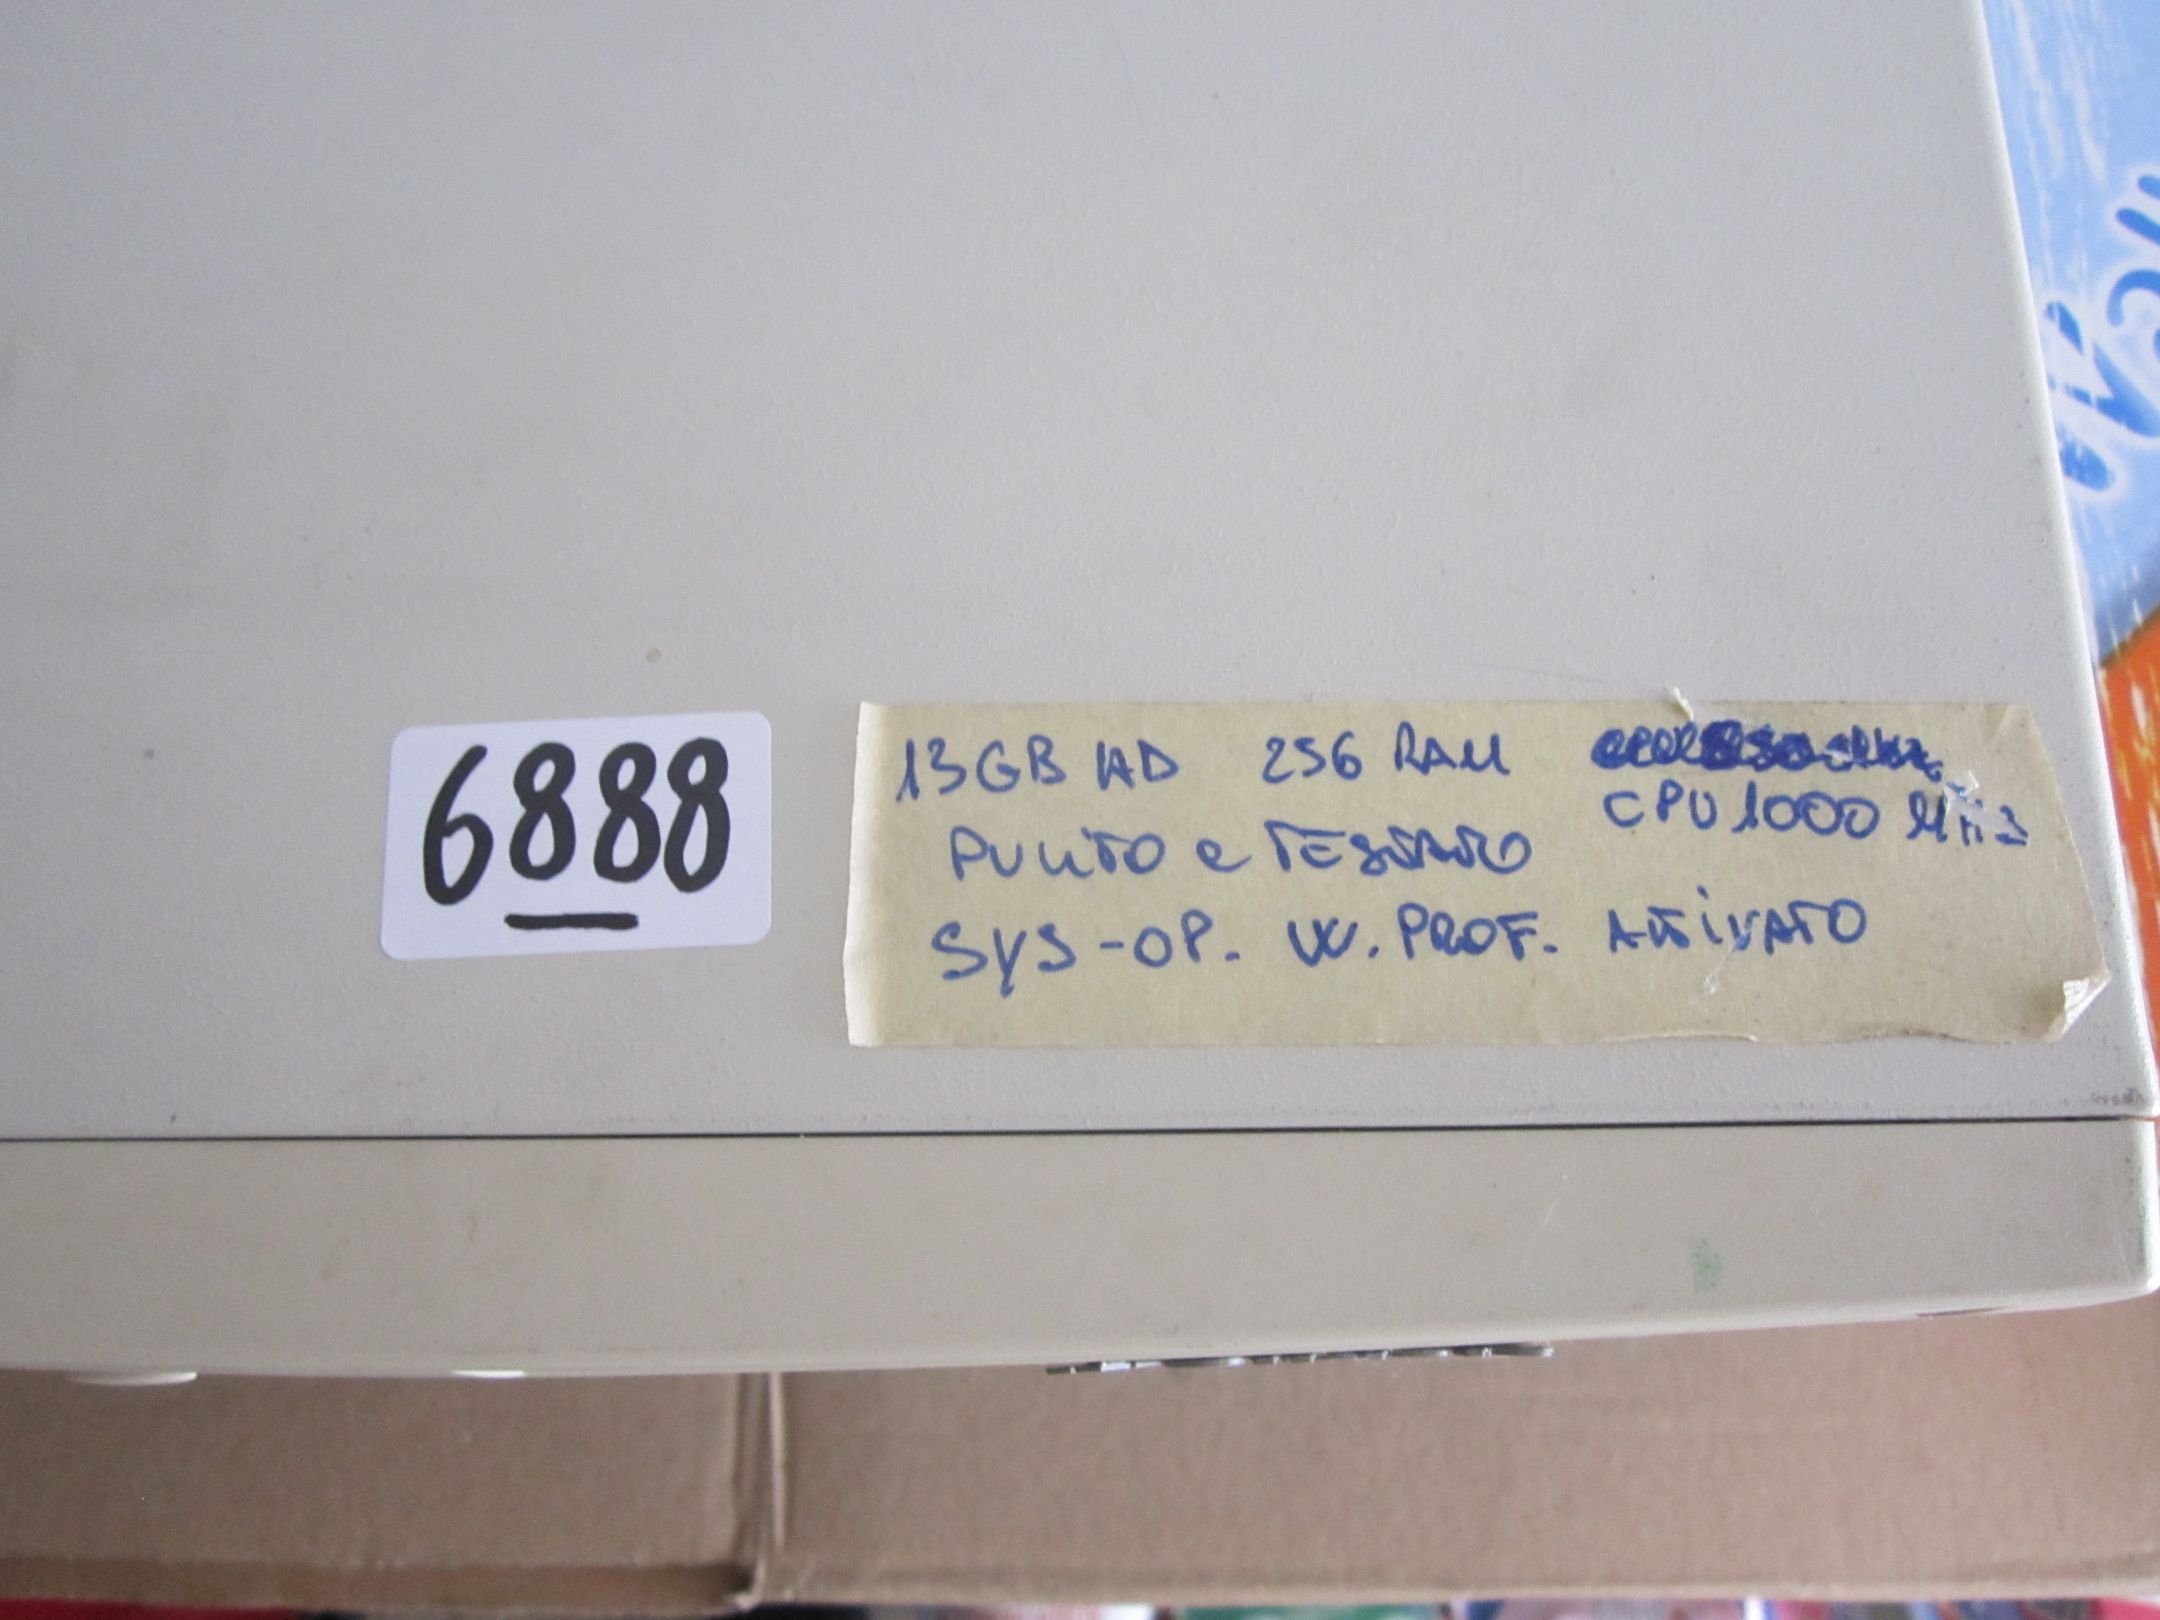 6888
13GB HD 256 RAM
CPU 1000 MHz
PULITO e TESTATO
SYS-OP. W. PROF. ATTIVATO